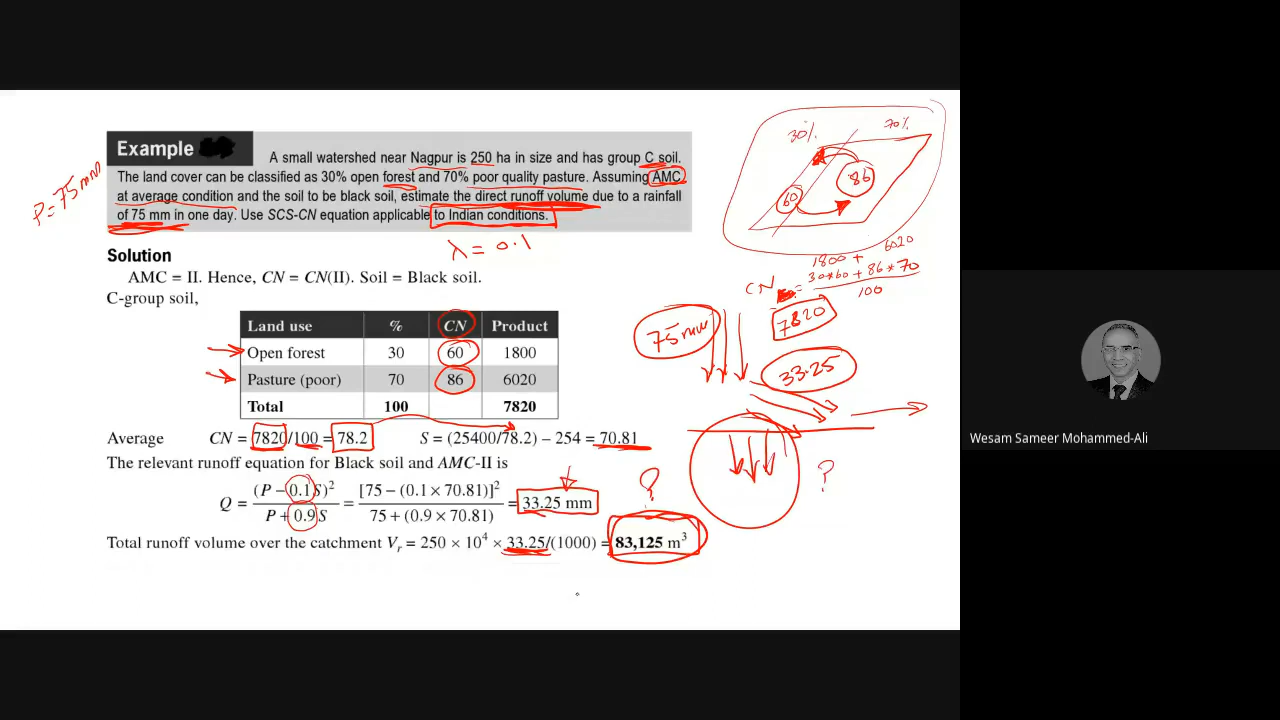 Example
A small watershed near Nagpur is 250 ha in size and has group C soil.
The land cover can be classified as 30% open forest and 70% poor quality pasture. Assuming AMC
at average condition and the soil to be black soil, estimate the direct runoff volume due to a rainfall
of 75 mm in one day. Use SCS-CN equation applicable to Indian conditions.
P = 75 mm
λ = 0.1
Solution
AMC = II. Hence, CN = CN(II). Soil = Black soil.
C-group soil,
Land use % CN Product
Open forest 30 60 1800
Pasture (poor) 70 86 6020
Total 100 7820
Average CN = 7820/100 = 78.2 S = (25400/78.2) – 254 = 70.81
The relevant runoff equation for Black soil and AMC-II is
Q = (P – 0.1S)² / P + 0.9S = [75 – (0.1 × 70.81)]² / 75 + (0.9 × 70.81) = 33.25 mm
Total runoff volume over the catchment Vr = 250 × 10⁴ × 33.25/(1000) = 83,125 m³
30% 70%
60 86
1800 + 6020
CN = 30*60 + 86*70 / 100
7820
75 mm
33.25
?
?
Wesam Sameer Mohammed-Ali